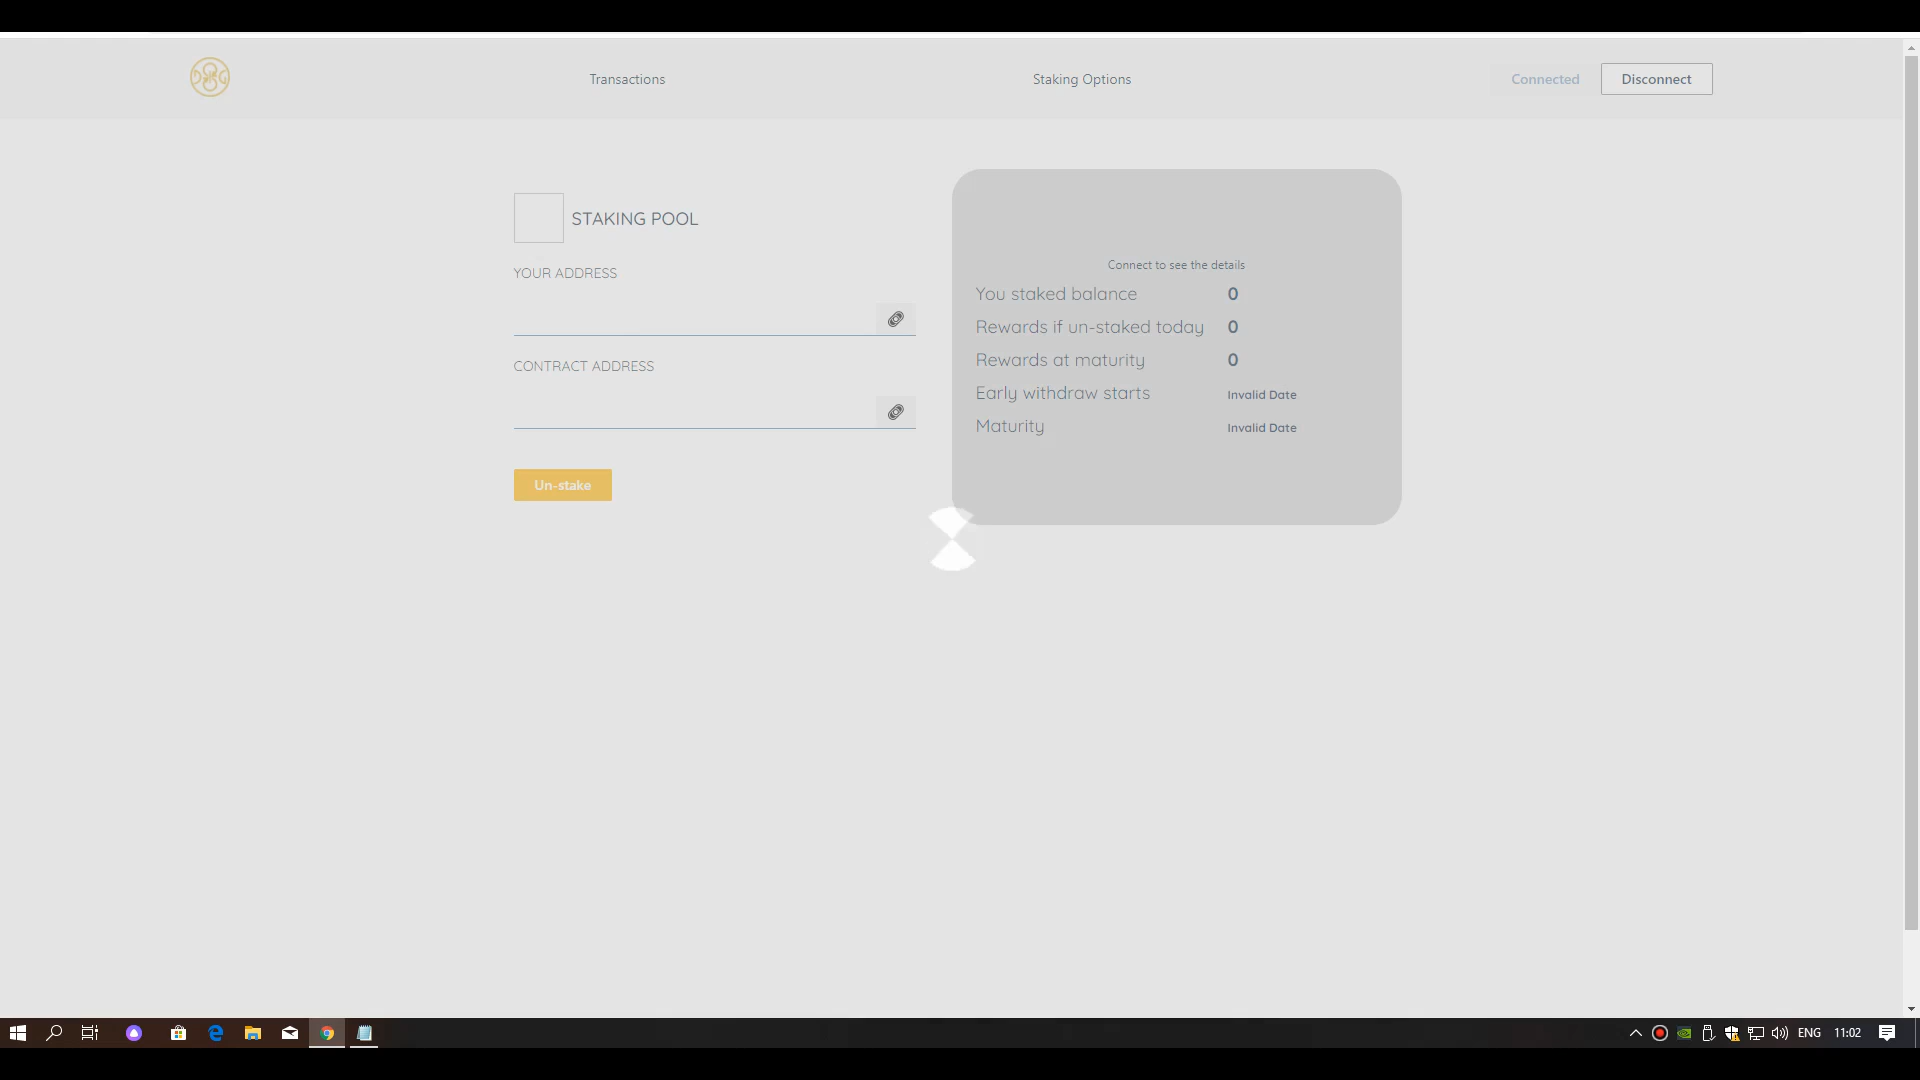 Transactions
Staking Options
Connected
Disconnect
STAKING POOL
YOUR ADDRESS
CONTRACT ADDRESS
Un-stake
Connect to see the details
You staked balance 0
Rewards if un-staked today 0
Rewards at maturity 0
Early withdraw starts Invalid Date
Maturity Invalid Date
ENG 11:02